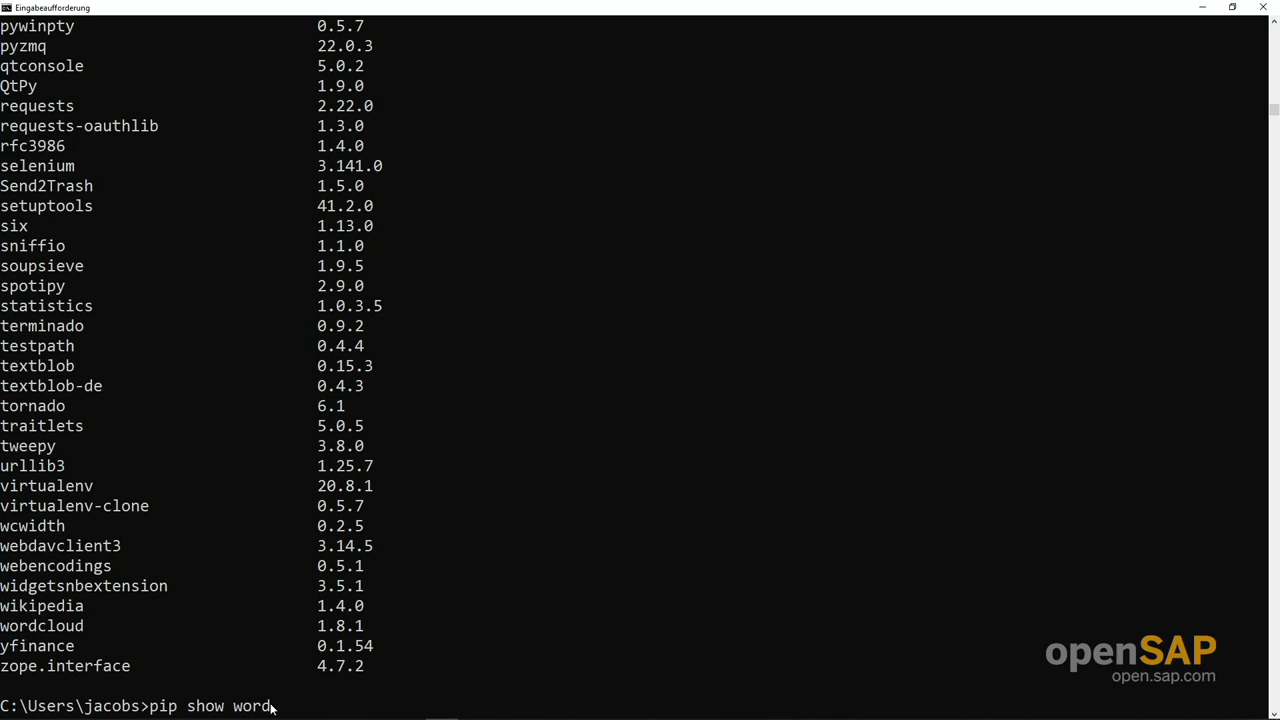 Eingabeaufforderung
pywinpty 0.5.7
pyzmq 22.0.3
qtconsole 5.0.2
QtPy 1.9.0
requests 2.22.0
requests-oauthlib 1.3.0
rfc3986 1.4.0
selenium 3.141.0
Send2Trash 1.5.0
setuptools 41.2.0
six 1.13.0
sniffio 1.1.0
soupsieve 1.9.5
spotipy 2.9.0
statistics 1.0.3.5
terminado 0.9.2
testpath 0.4.4
textblob 0.15.3
textblob-de 0.4.3
tornado 6.1
traitlets 5.0.5
tweepy 3.8.0
urllib3 1.25.7
virtualenv 20.8.1
virtualenv-clone 0.5.7
wcwidth 0.2.5
webdavclient3 3.14.5
webencodings 0.5.1
widgetsnbextension 3.5.1
wikipedia 1.4.0
wordcloud 1.8.1
yfinance 0.1.54
zope.interface 4.7.2
openSAP
open.sap.com
C:\Users\jacobs>pip show word